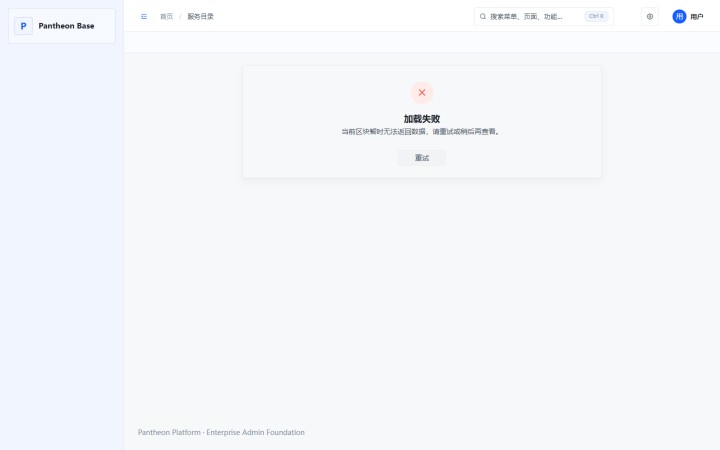 P Pantheon Base
首页 / 服务目录
搜索菜单、页面、功能... Ctrl K
用 用户
加载失败
当前区块暂时无法返回数据，请重试或稍后再查看。
重试
Pantheon Platform · Enterprise Admin Foundation